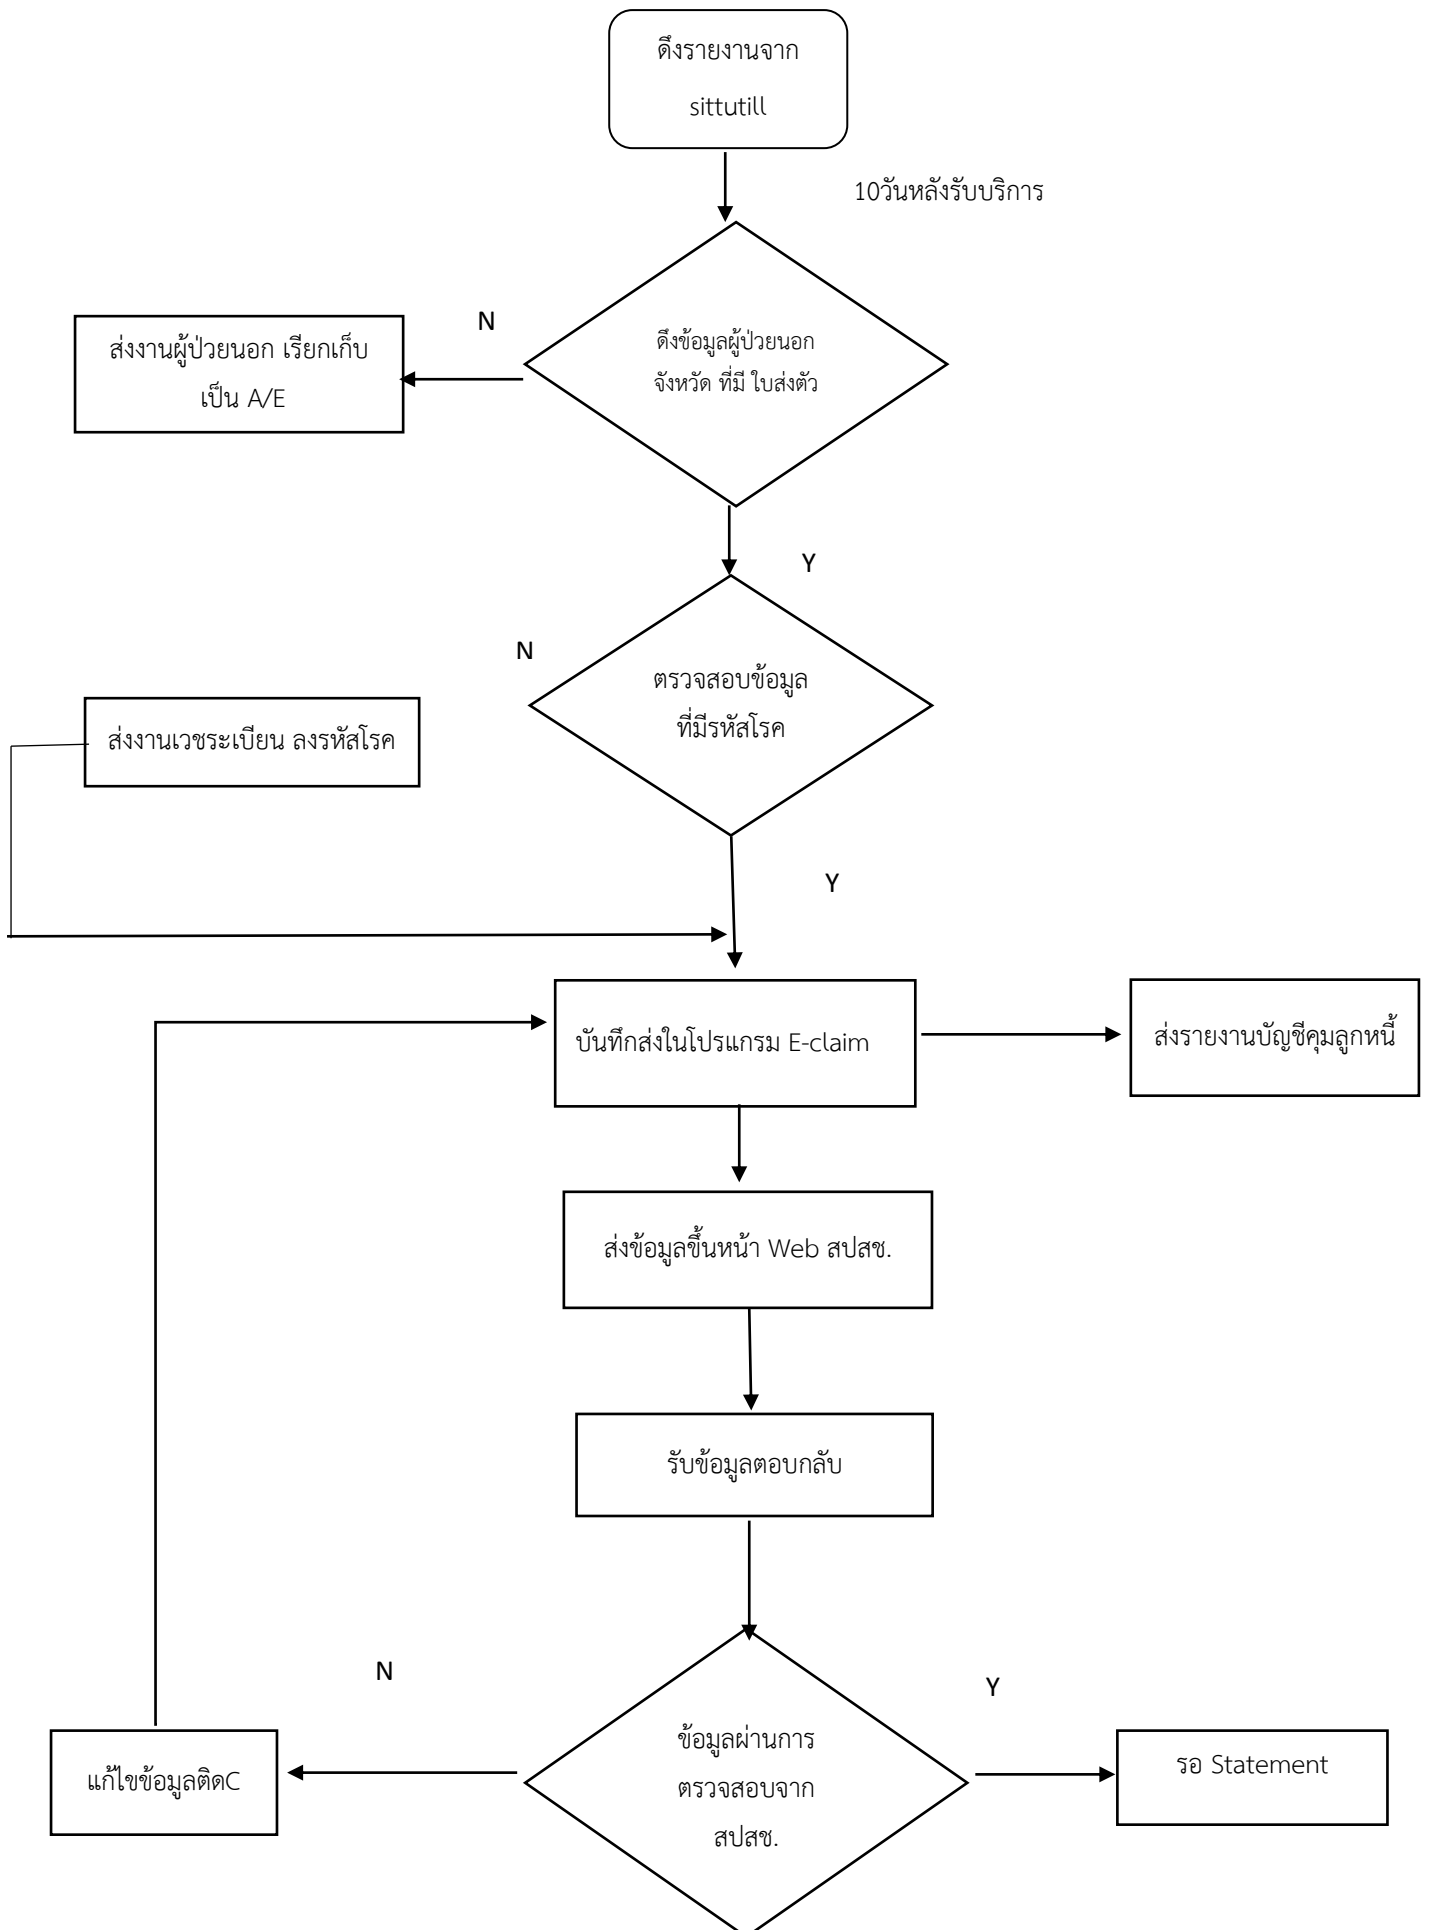 ดึงรายงานจาก
sittutill
10วันหลังรับบริการ
N
ส่งงานผู้ป่วยนอก เรียกเก็บ
เป็น A/E
ดึงข้อมูลผู้ป่วยนอก
จังหวัด ที่มี ใบส่งตัว
Y
N
ตรวจสอบข้อมูล
ที่มีรหัสโรค
ส่งงานเวชระเบียน ลงรหัสโรค
Y
บันทึกส่งในโปรแกรม E-claim
ส่งรายงานบัญชีคุมลูกหนี้
ส่งข้อมูลขึ้นหน้า Web สปสช.
รับข้อมูลตอบกลับ
N
Y
ข้อมูลผ่านการ
ตรวจสอบจาก
สปสช.
แก้ไขข้อมูลติดC
รอ Statement